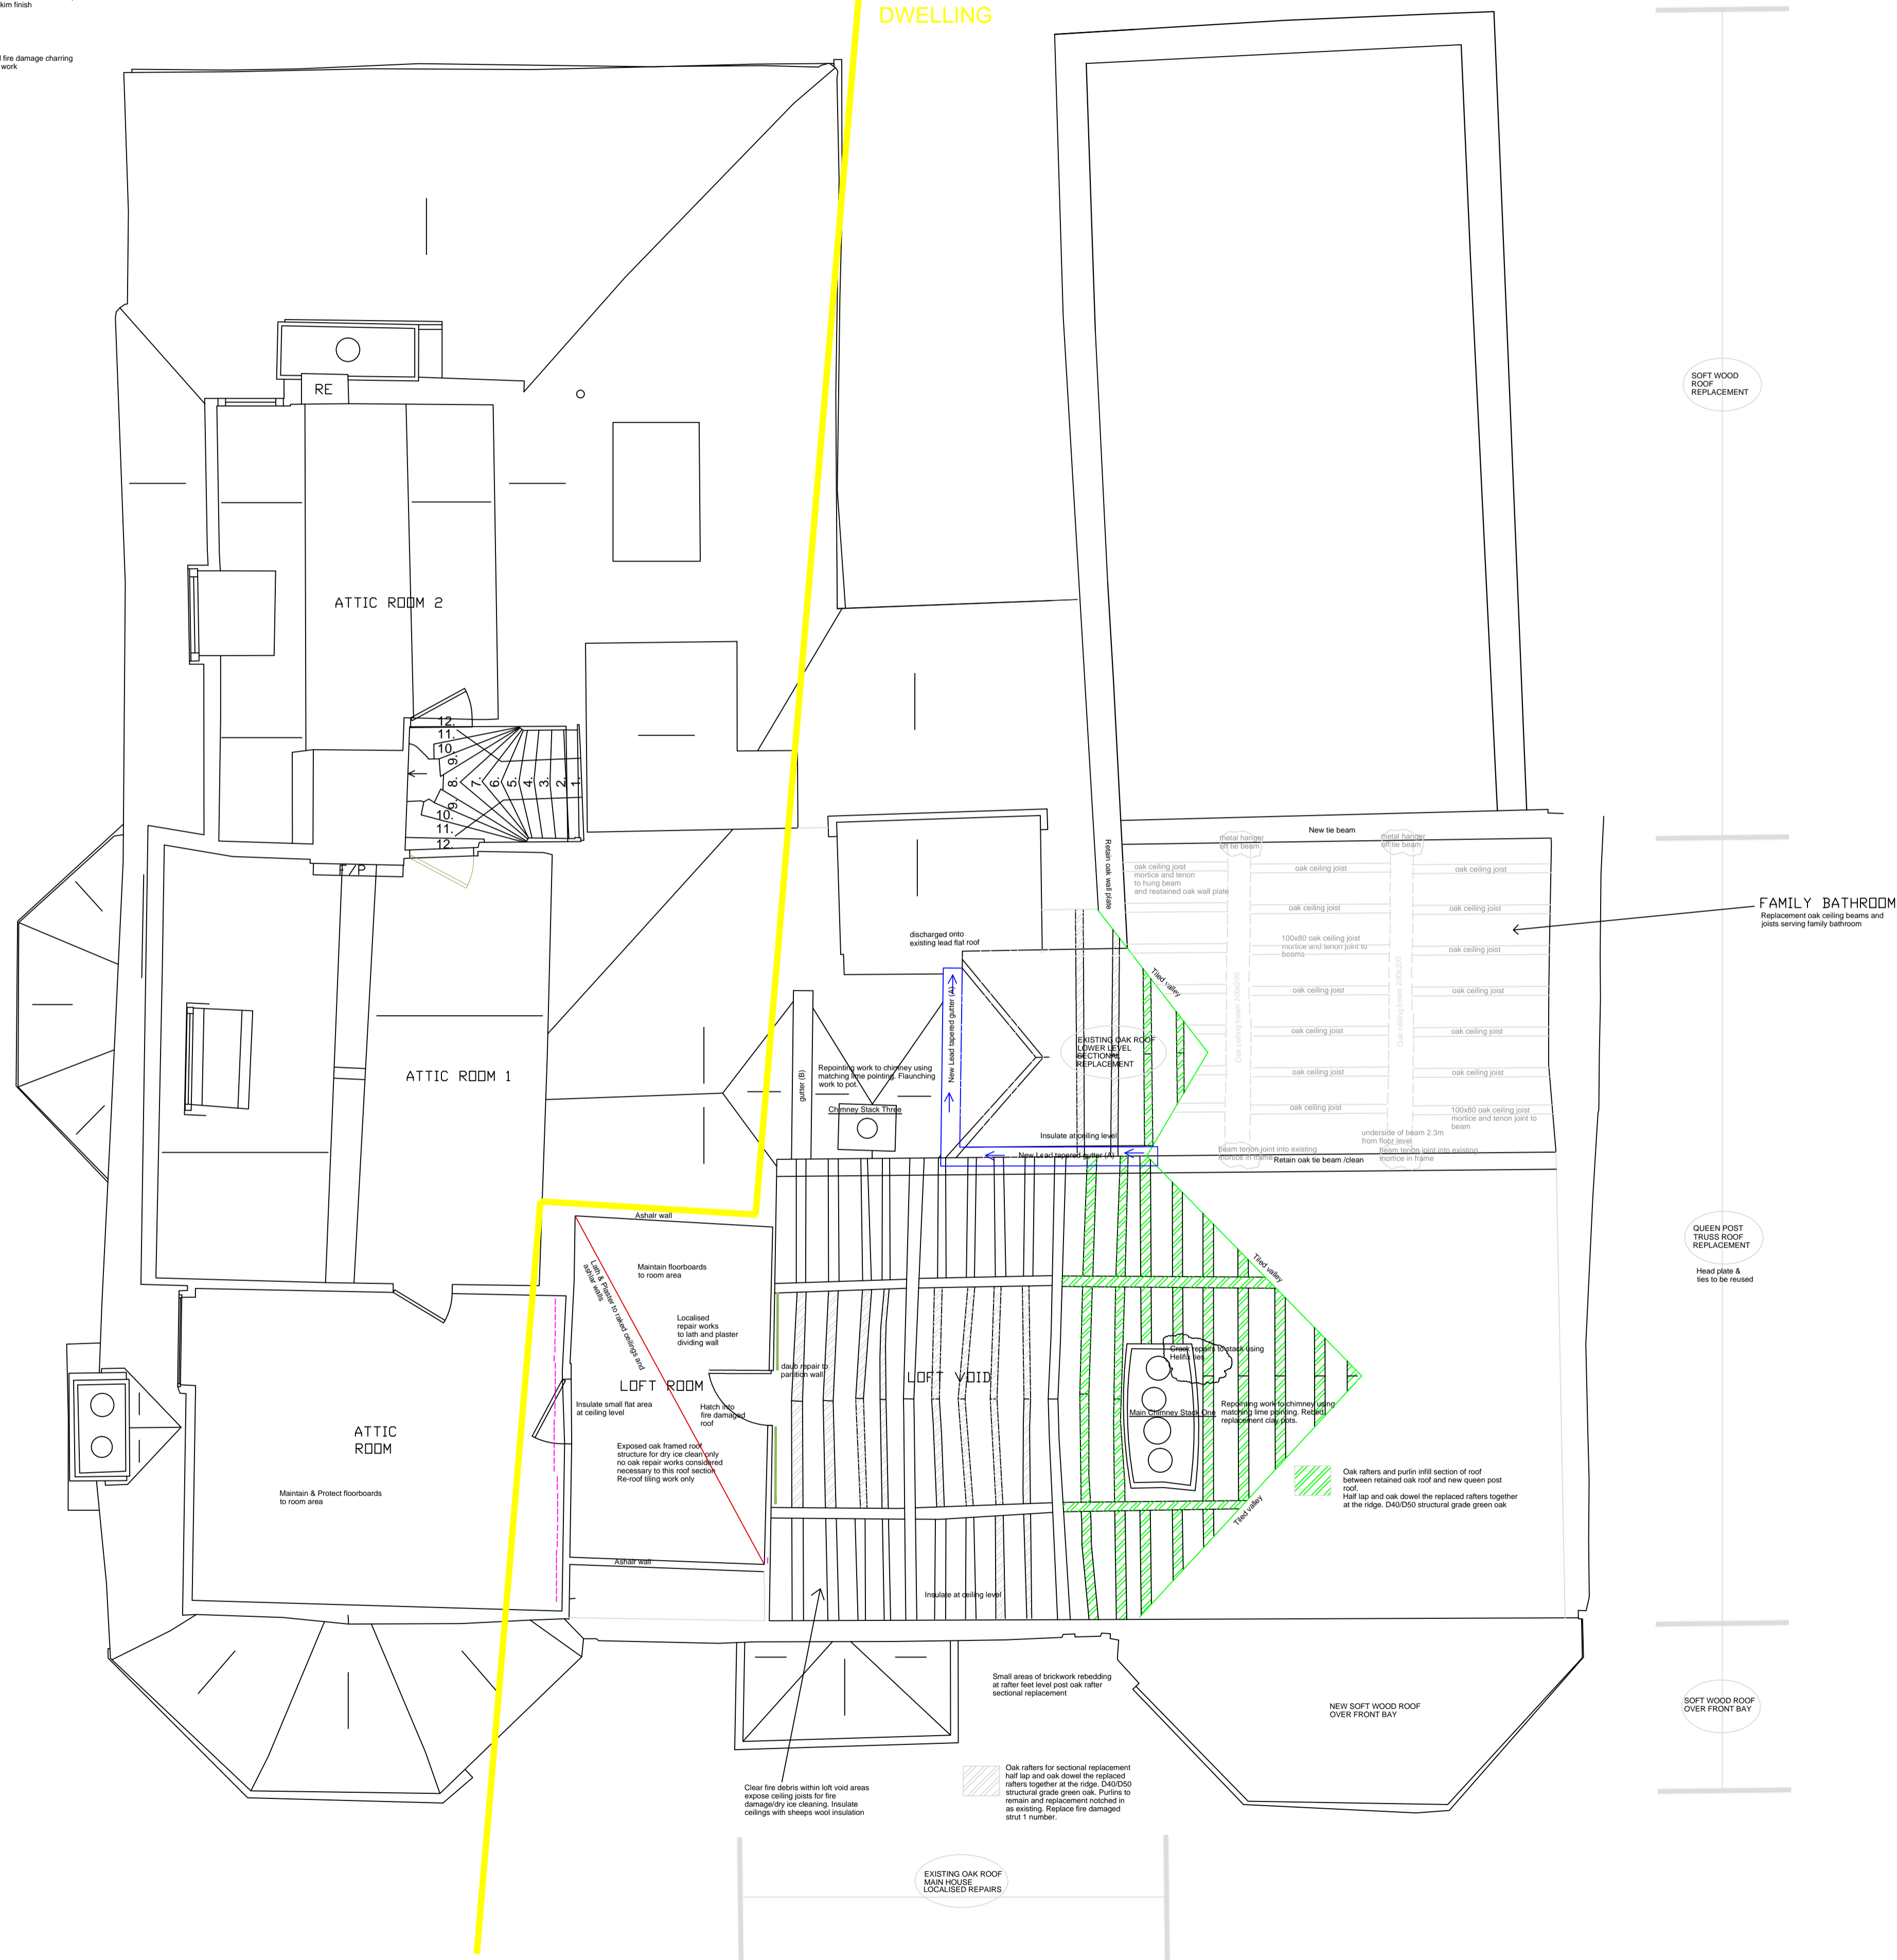 kim finish
fire damage charring
work
DWELLING
SOFT WOOD
ROOF
REPLACEMENT
RE
ATTIC ROOM 2
12.
11.
10.
9.
8.
7.
6.
5.
4.
3.
2.
1.
9.
10.
11.
12.
F/P
New tie beam
metal hanger
off tie beam
metal hanger
off tie beam
Retain oak wall plate
oak ceiling joist
mortice and tenon
to hung beam
and reatained oak wall plate
oak ceiling joist
oak ceiling joist
oak ceiling joist
oak ceiling joist
100x80 oak ceiling joist
mortice and tenon joint to
beams
oak ceiling joist
oak ceiling joist
oak ceiling joist
oak ceiling joist
oak ceiling joist
oak ceiling joist
oak ceiling joist
oak ceiling joist
100x80 oak ceiling joist
mortice and tenon joint to
beam
Oak ceiling beam 200x200
Oak ceiling beam 200x200
underside of beam 2.3m
from floor level
beam tenon joint into existing
mortice in frame
beam tenon joint into existing
mortice in frame
Retain oak tie beam /clean
FAMILY BATHROOM
Replacement oak ceiling beams and
joists serving family bathroom
discharged onto
existing lead flat roof
Tiled valley
New Lead tapered gutter (A)
EXISTING OAK ROOF
LOWER LEVEL
SECTIONAL
REPLACEMENT
ATTIC ROOM 1
gutter (B)
Repointing work to chimney using
matching lime pointing. Flaunching
work to pot.
Chimney Stack Three
Insulate at ceiling level
New Lead tapered gutter (A)
Ashalr wall
Lath & Plaster to raked ceilings and
ashlar walls
Maintain floorboards
to room area
Localised
repair works
to lath and plaster
dividing wall
daub repair to
partition wall
LOFT ROOM
Insulate small flat area
at ceiling level
Hatch into
fire damaged
roof
Exposed oak framed roof
structure for dry ice clean only
no oak repair works considered
necessary to this roof section
Re-roof tiling work only
Ashalr wall
LOFT VOID
Tiled valley
Crack repairs to stack using
Helifix ties
Main Chimney Stack One
Repointing work to chimney using
matching lime pointing. Rebed
replacement clay pots.
Tiled valley
Insulate at ceiling level
QUEEN POST
TRUSS ROOF
REPLACEMENT
Head plate &
ties to be reused
ATTIC
ROOM
Maintain & Protect floorboards
to room area
Oak rafters and purlin infill section of roof
between retained oak roof and new queen post
roof.
Half lap and oak dowel the replaced rafters together
at the ridge. D40/D50 structural grade green oak
Small areas of brickwork rebedding
at rafter feet level post oak rafter
sectional replacement
NEW SOFT WOOD ROOF
OVER FRONT BAY
SOFT WOOD ROOF
OVER FRONT BAY
Clear fire debris within loft void areas
expose ceiling joists for fire
damage/dry ice cleaning. Insulate
ceilings with sheeps wool insulation
Oak rafters for sectional replacement
half lap and oak dowel the replaced
rafters together at the ridge. D40/D50
structural grade green oak. Purlins to
remain and replacement notched in
as existing. Replace fire damaged
strut 1 number.
EXISTING OAK ROOF
MAIN HOUSE
LOCALISED REPAIRS